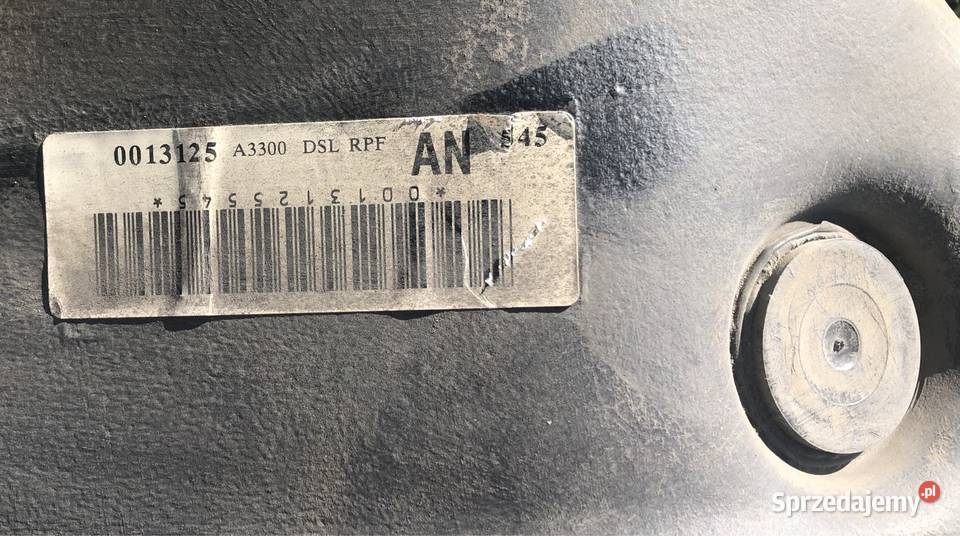 0013125 A3300 DSL RPF AN 545
*0013125545*
Sprzedajemy.pl